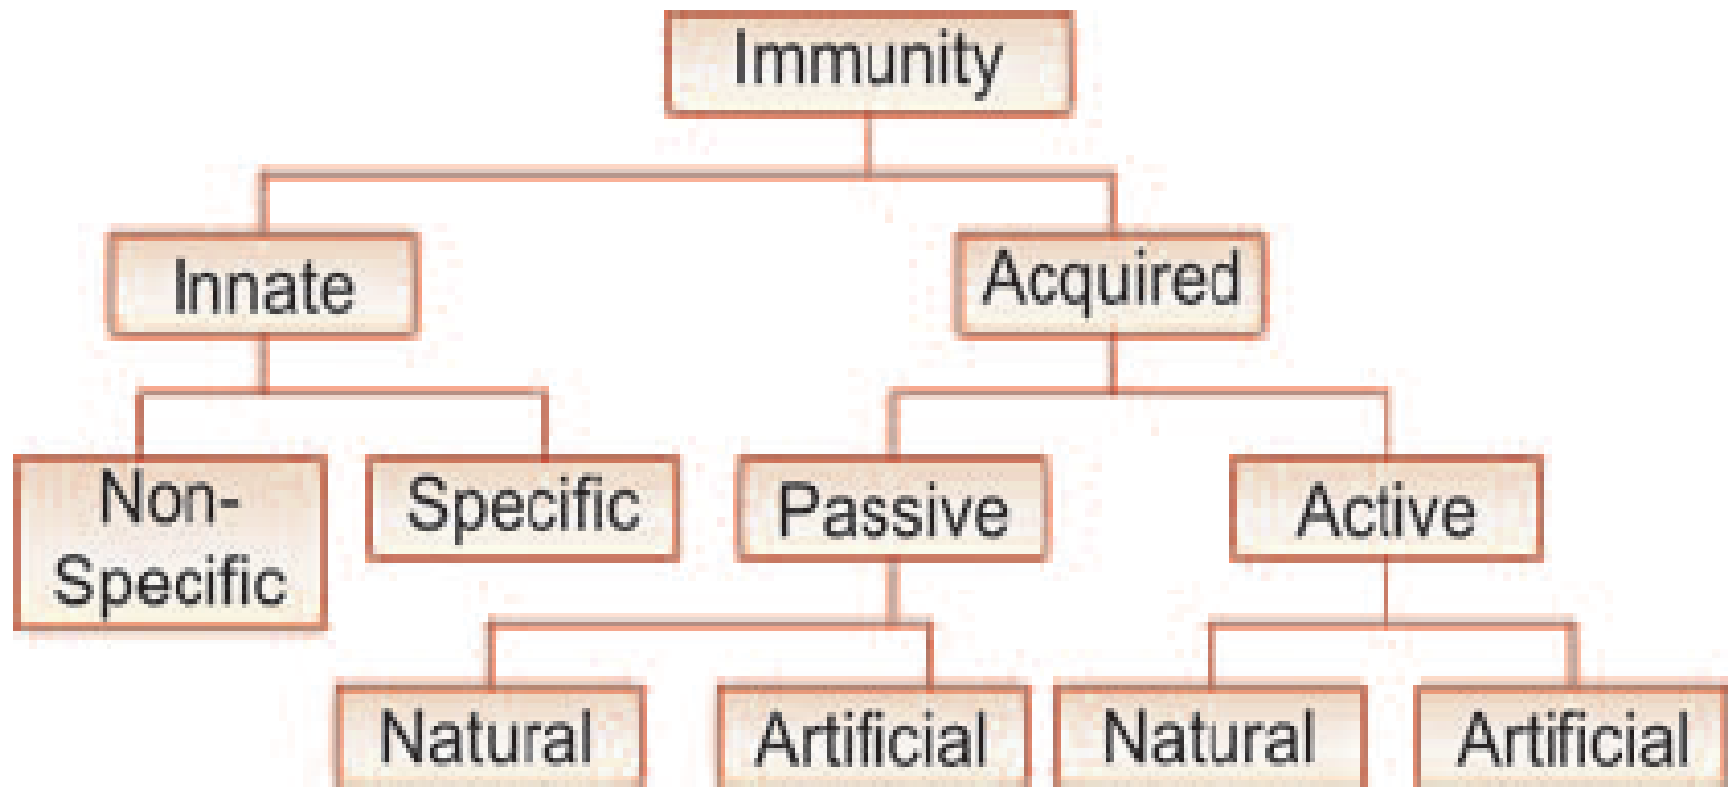 Immunity
Innate
Acquired
Non-
Specific
Specific
Passive
Active
Natural
Artificial
Natural
Artificial